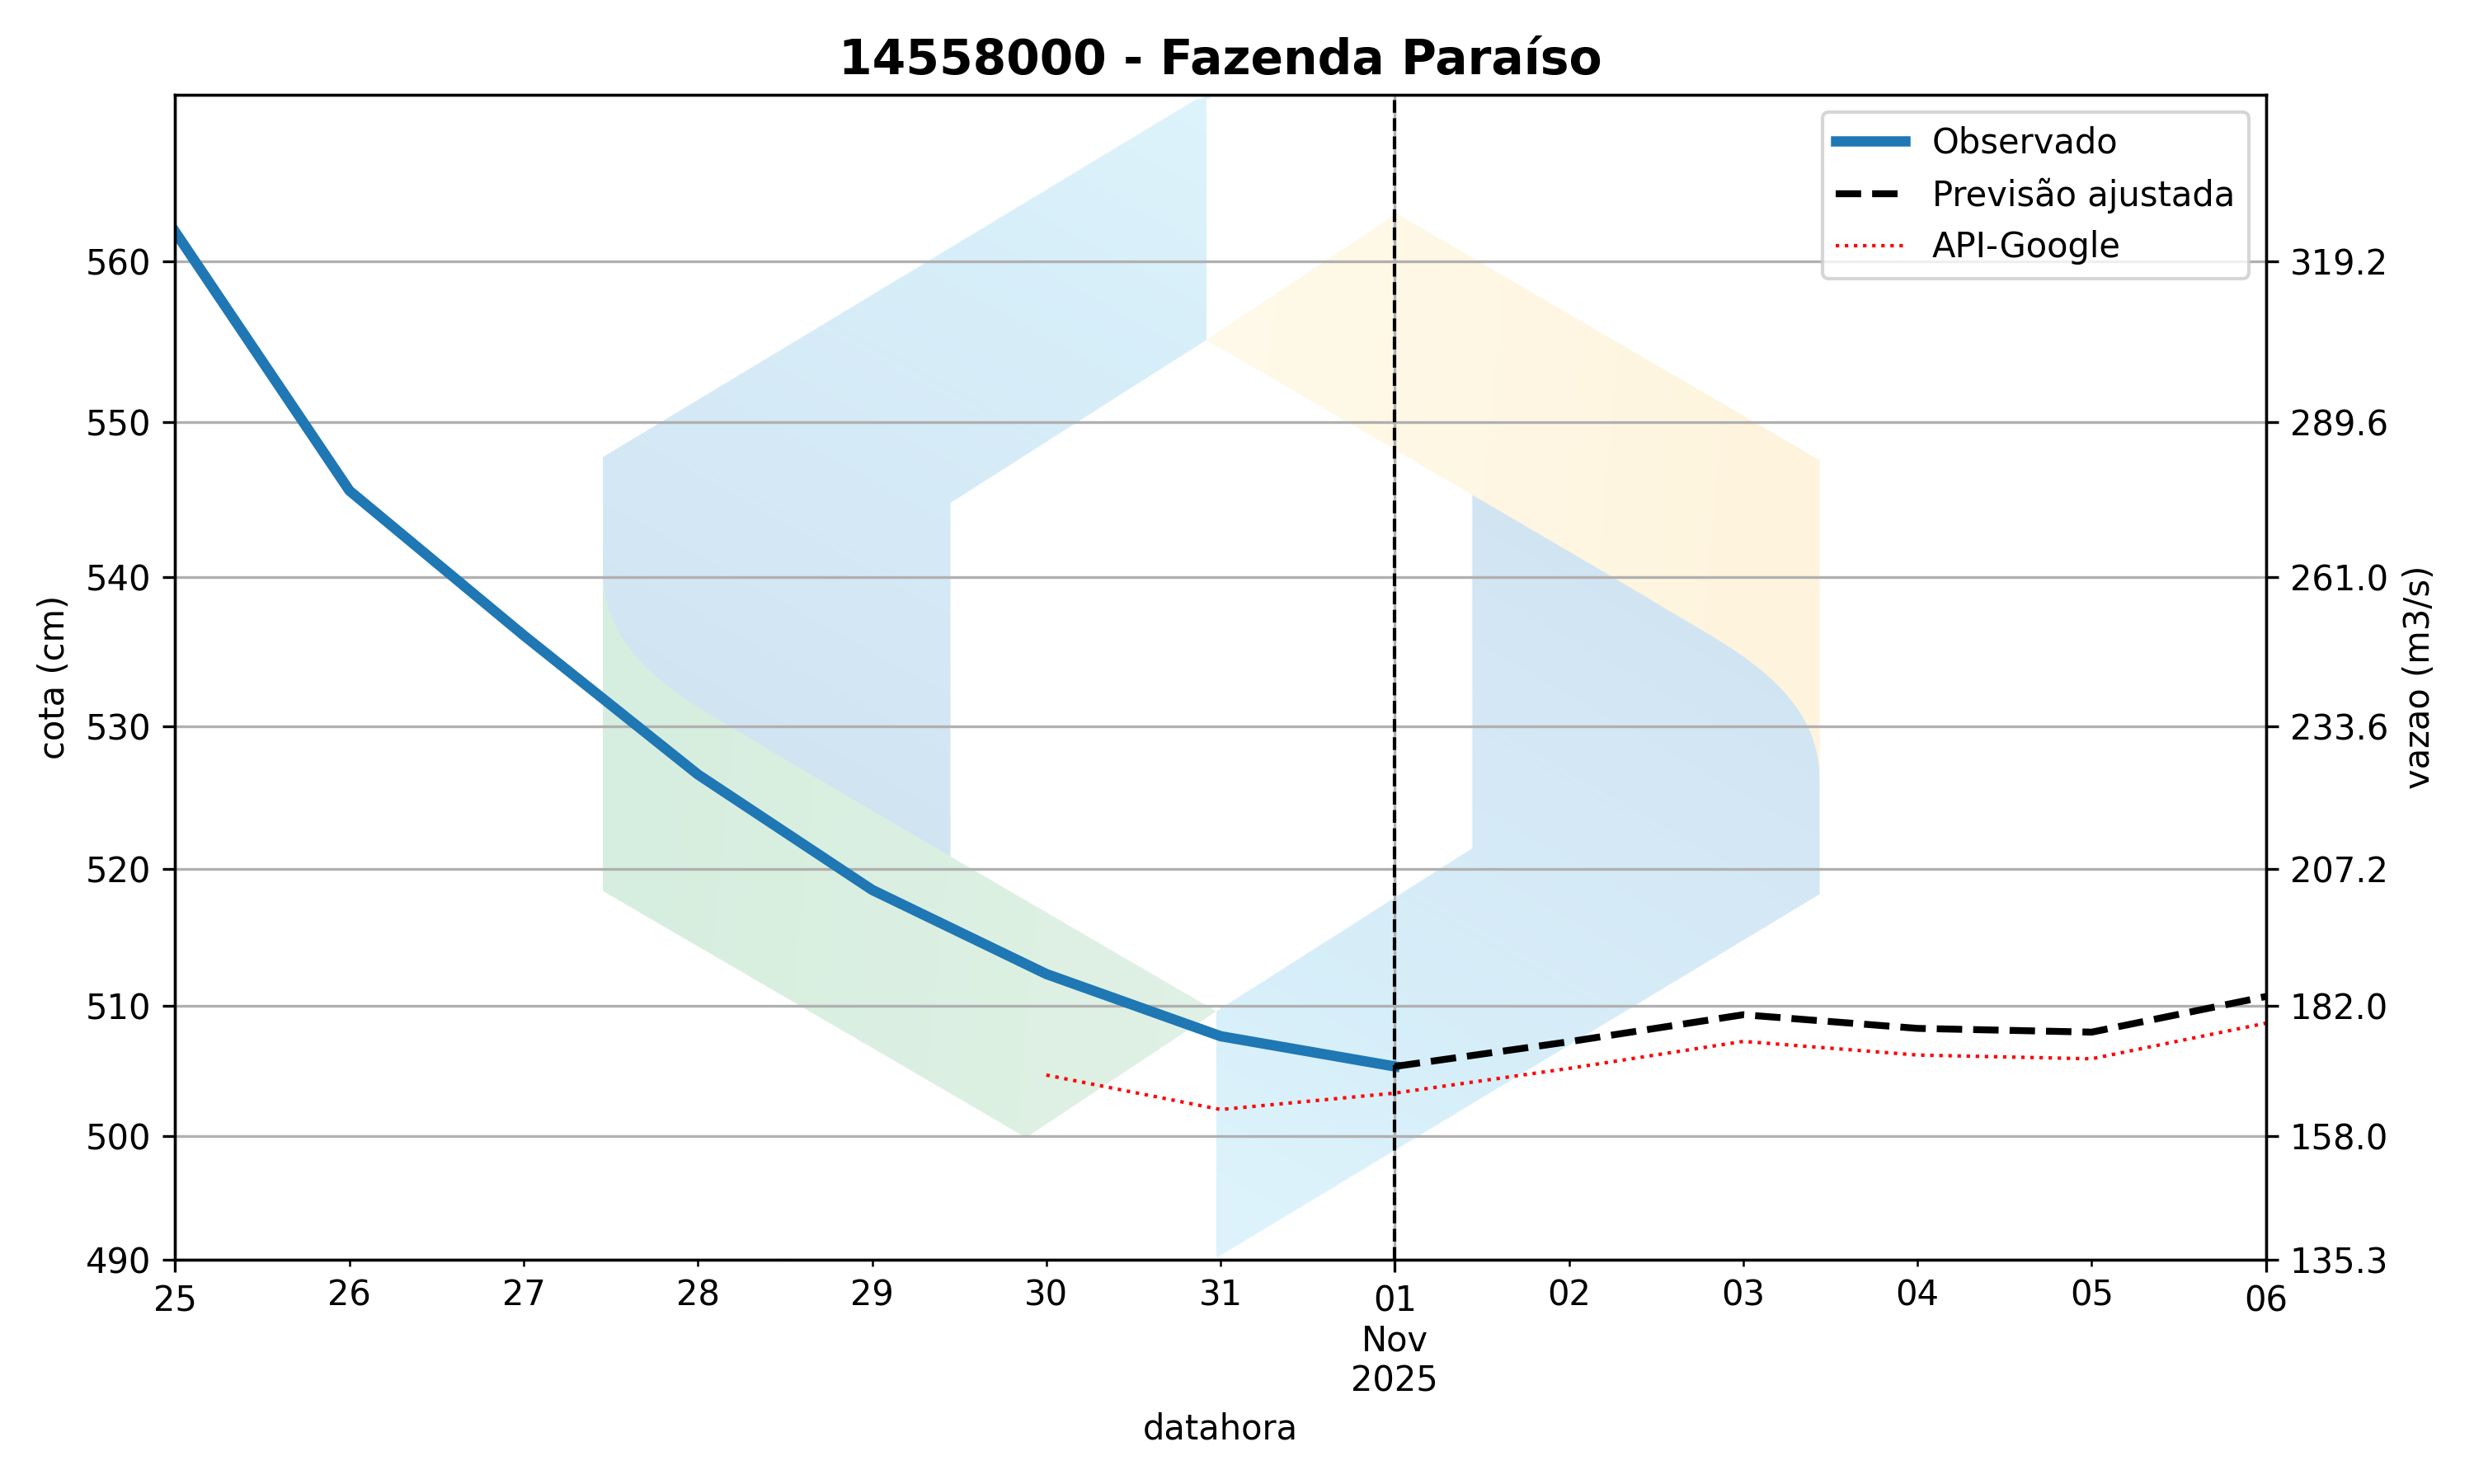 14558000 - Fazenda Paraíso
Observado
Previsão ajustada
API-Google
cota (cm)
560
550
540
530
520
510
500
490
319.2
289.6
261.0
233.6
207.2
182.0
158.0
135.3
vazao (m3/s)
25 26 27 28 29 30 31 01 02 03 04 05 06
Nov
2025
datahora